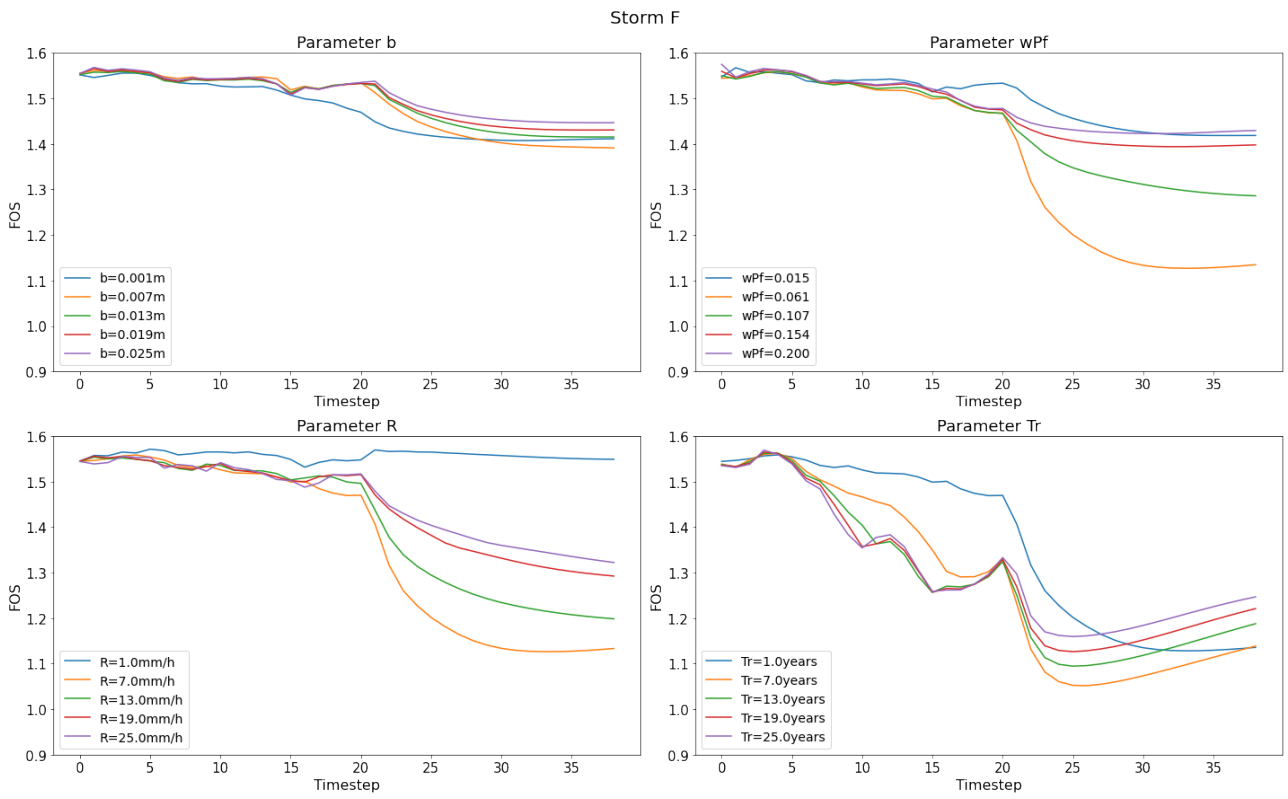 Storm F
Parameter b
1.6
1.5
1.4
1.3
1.2
1.1
1.0
0.9
FOS
b=0.001m
b=0.007m
b=0.013m
b=0.019m
b=0.025m
0 5 10 15 20 25 30 35
Timestep
Parameter wPf
1.6
1.5
1.4
1.3
1.2
1.1
1.0
0.9
FOS
wPf=0.015
wPf=0.061
wPf=0.107
wPf=0.154
wPf=0.200
0 5 10 15 20 25 30 35
Timestep
Parameter R
1.6
1.5
1.4
1.3
1.2
1.1
1.0
0.9
FOS
R=1.0mm/h
R=7.0mm/h
R=13.0mm/h
R=19.0mm/h
R=25.0mm/h
0 5 10 15 20 25 30 35
Timestep
Parameter Tr
1.6
1.5
1.4
1.3
1.2
1.1
1.0
0.9
FOS
Tr=1.0years
Tr=7.0years
Tr=13.0years
Tr=19.0years
Tr=25.0years
0 5 10 15 20 25 30 35
Timestep